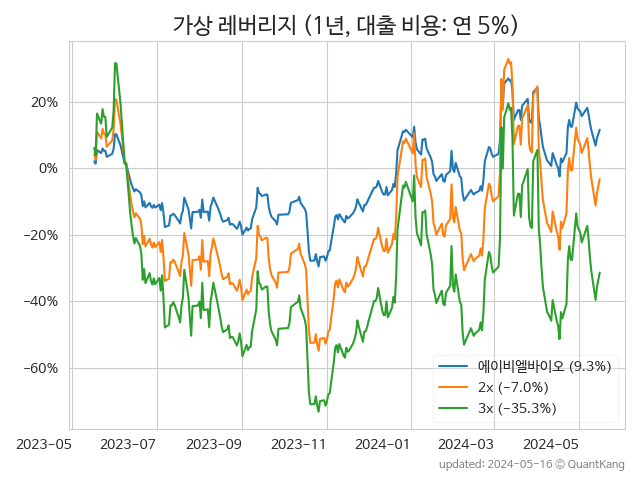 가상 레버리지 (1년, 대출 비용: 연 5%)
20%
0%
−20%
−40%
−60%
에이비엘바이오 (9.3%)
2x (−7.0%)
3x (−35.3%)
2023−05 2023−07 2023−09 2023−11 2024−01 2024−03 2024−05
updated: 2024−05−16 ⓒ QuantKang